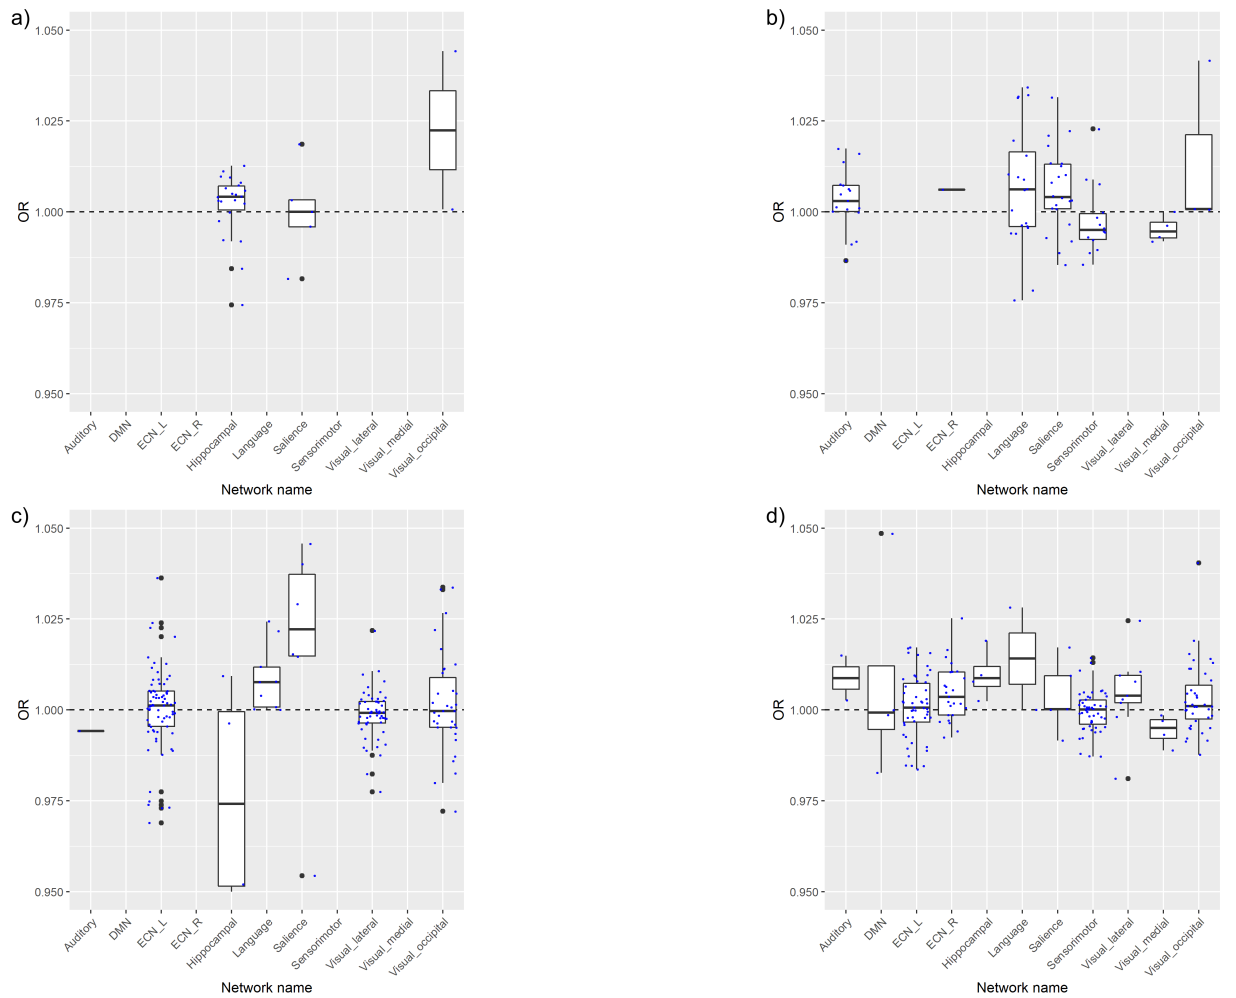 a)
1.050
1.025
1.000
0.975
0.950
OR
Auditory
DMN
ECN_L
ECN_R
Hippocampal
Language
Salience
Sensorimotor
Visual_lateral
Visual_medial
Visual_occipital
Network name
b)
1.050
1.025
1.000
0.975
0.950
OR
Auditory
DMN
ECN_L
ECN_R
Hippocampal
Language
Salience
Sensorimotor
Visual_lateral
Visual_medial
Visual_occipital
Network name
c)
1.050
1.025
1.000
0.975
0.950
OR
Auditory
DMN
ECN_L
ECN_R
Hippocampal
Language
Salience
Sensorimotor
Visual_lateral
Visual_medial
Visual_occipital
Network name
d)
1.050
1.025
1.000
0.975
0.950
OR
Auditory
DMN
ECN_L
ECN_R
Hippocampal
Language
Salience
Sensorimotor
Visual_lateral
Visual_medial
Visual_occipital
Network name